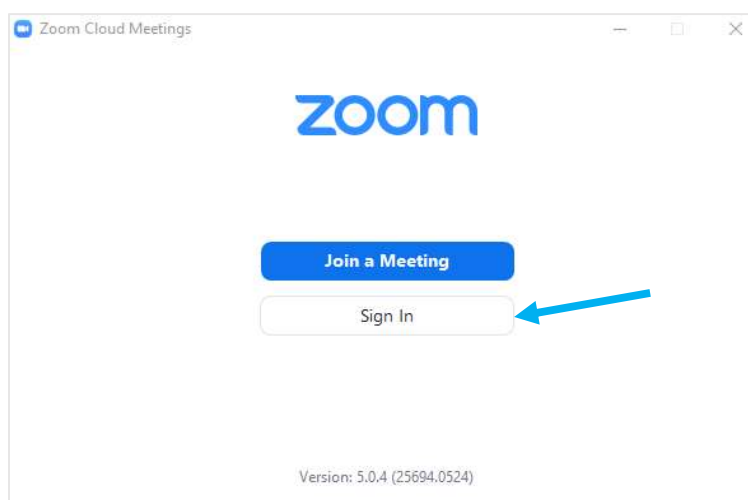 Zoom Cloud Meetings
zoom
Join a Meeting
Sign In
Version: 5.0.4 (25694.0524)